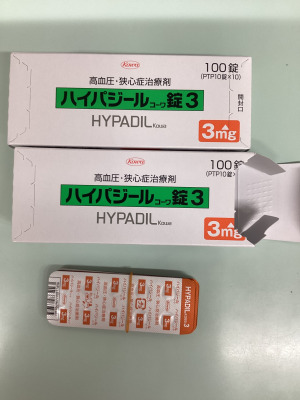 Kowa
100錠
(PTP10錠×10)
高血圧・狭心症治療剤
開封口
ハイパジールコーワ錠3
HYPADIL Kowa
3mg
Kowa
100錠
(PTP10錠
高血圧・狭心症治療剤
ハイパジールコーワ錠3
HYPADIL Kowa
3mg
HYPADIL
3